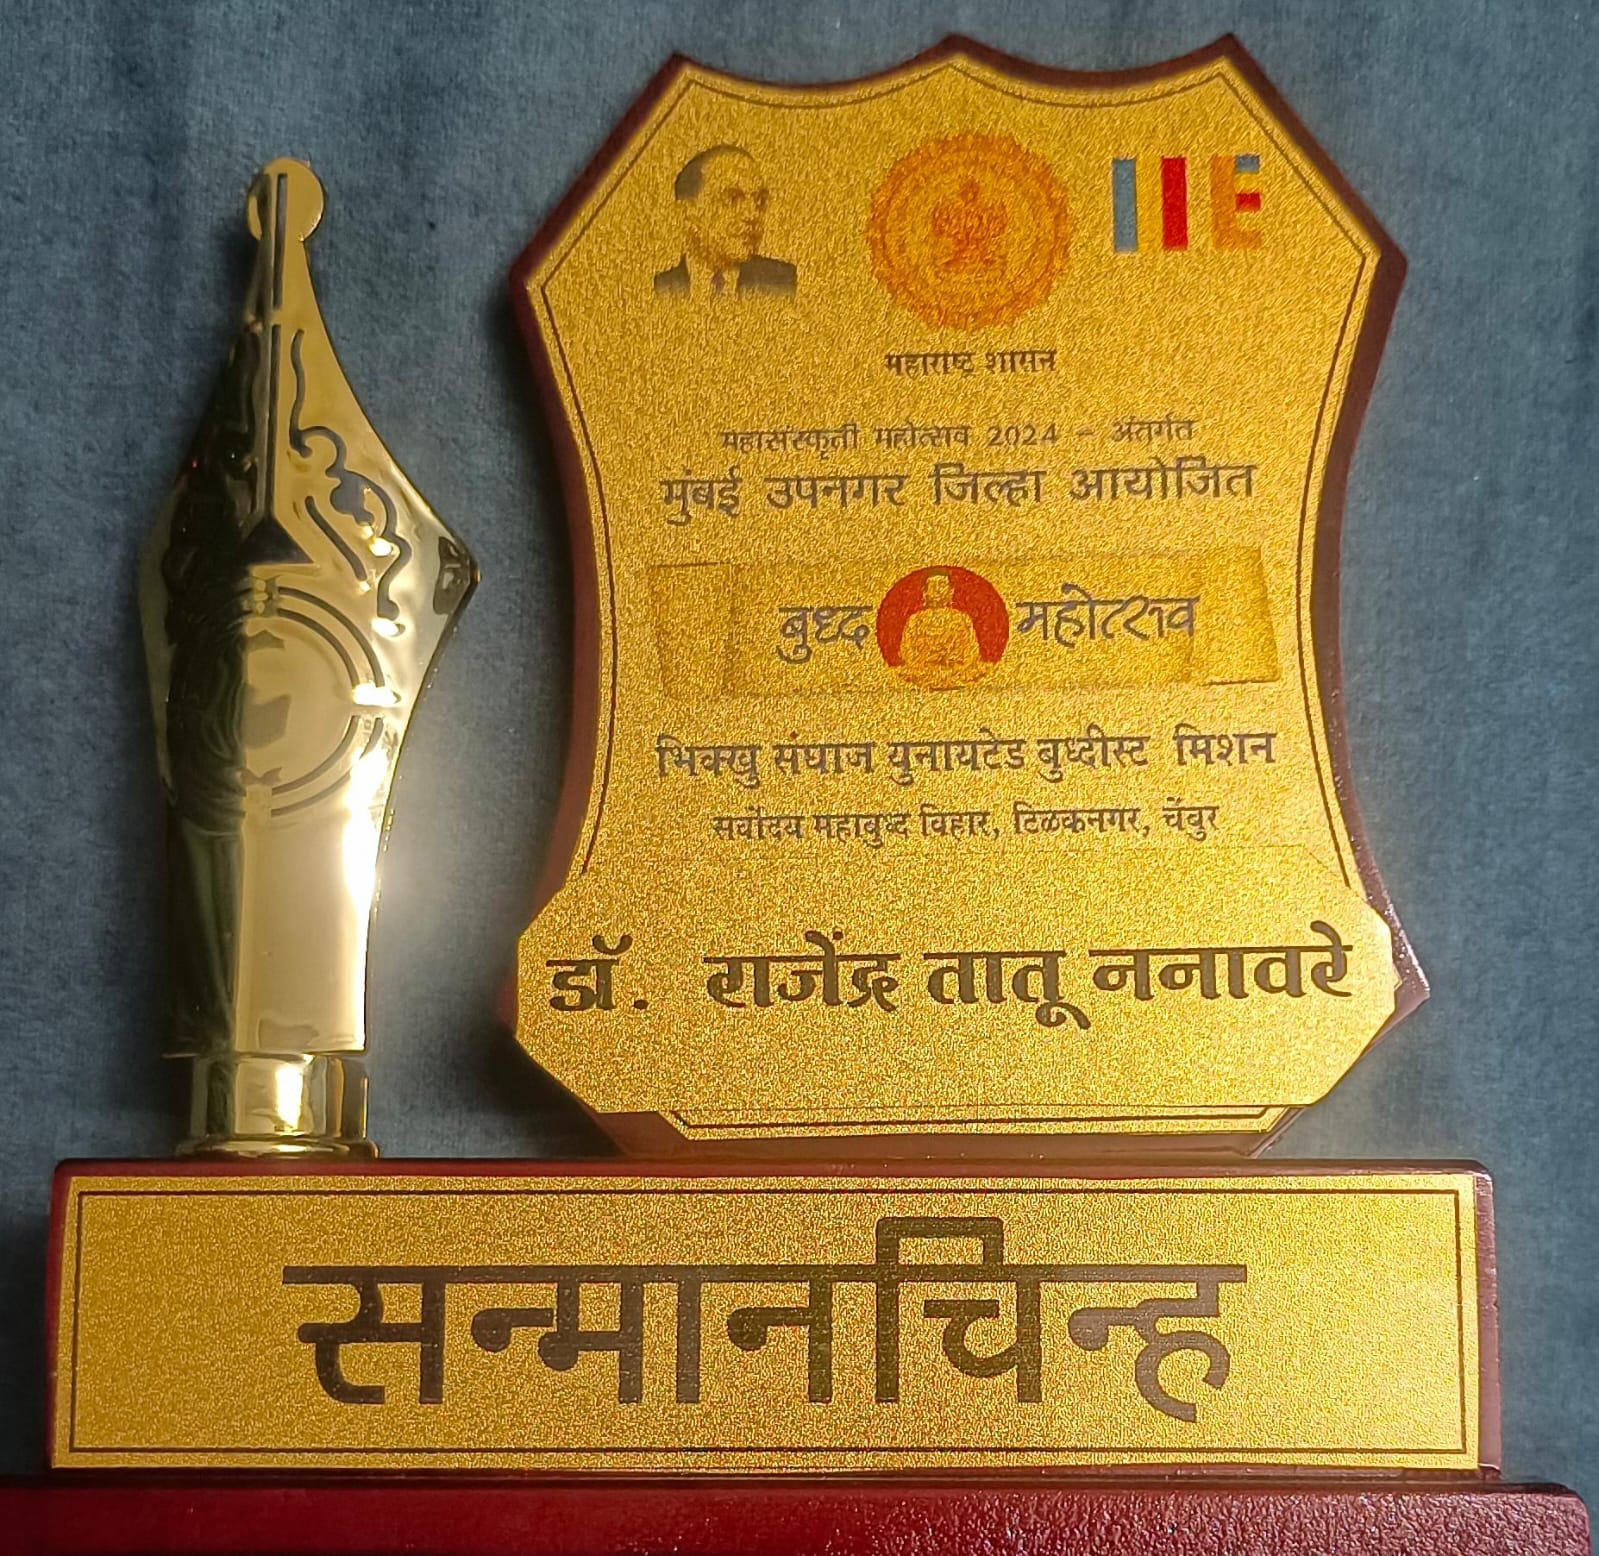 महाराष्ट्र शासन
महासंस्कृती महोत्सव 2024 - अंतर्गत
मुंबई उपनगर जिल्हा आयोजित
बुध्द महोत्सव
भिक्खु संघाज युनायटेड बुध्दीस्ट मिशन
सर्वोदय महाबुध्द विहार, टिळकनगर, चेंबुर
डॉ. राजेंद्र तातू ननावरे
सन्मानचिन्ह